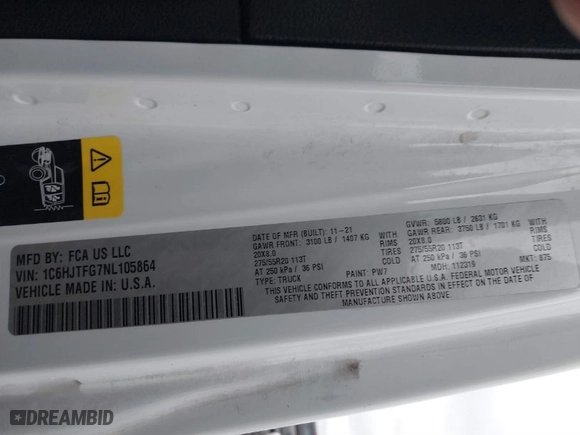 MFD BY: FCA US LLC
VIN: 1C6HJTFG7NL105864
VEHICLE MADE IN: U.S.A.
DATE OF MFR (BUILT): 11-21
GAWR FRONT: 3100 LB / 1407 KG
20X8.0 WITH RIMS
275/55R20 113T TIRES
AT 250 kPa / 36 PSI COLD
TYPE: TRUCK PAINT: PW7
GVWR: 5800 LB / 2631 KG
GAWR REAR: 3750 LB / 1701 KG
20X8.0 WITH RIMS
275/55R20 113T TIRES
AT 250 kPa / 36 PSI COLD
MDH: 112319 MKT: 875
THIS VEHICLE CONFORMS TO ALL APPLICABLE U.S.A. FEDERAL MOTOR VEHICLE
SAFETY AND THEFT PREVENTION STANDARDS IN EFFECT ON THE DATE OF
MANUFACTURE SHOWN ABOVE.
DREAMBID